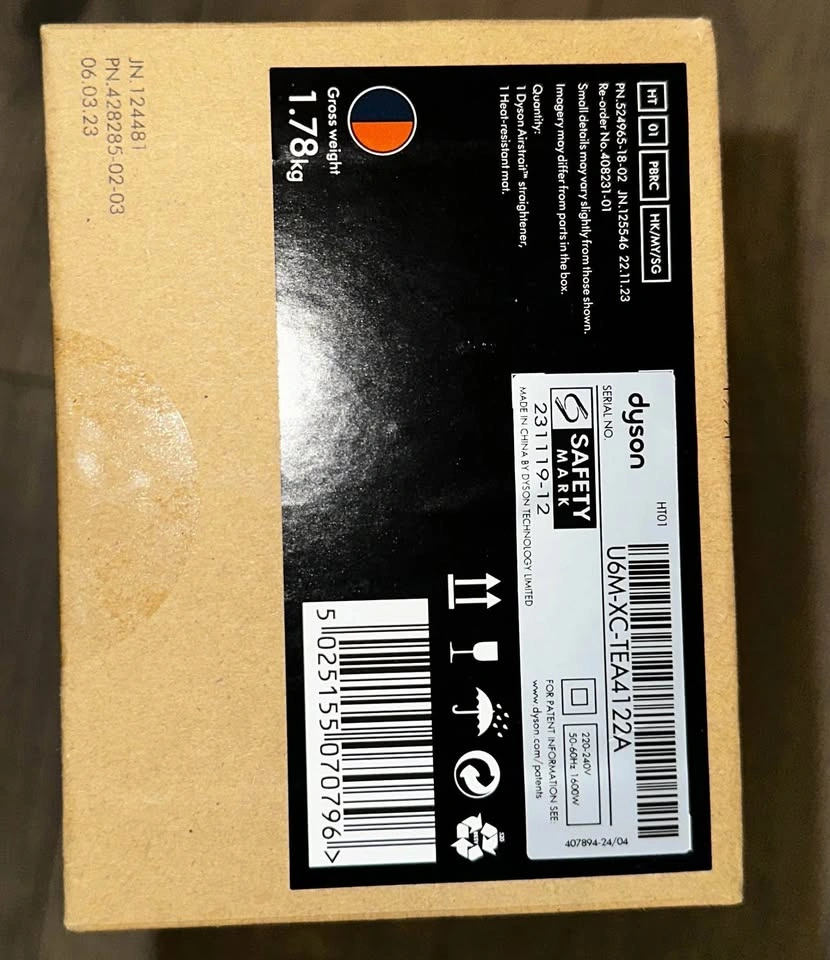 HT 01 PBRC HK/MY/SG
PN.524965-18-02 JN.125546 22.11.23
Re-order No.408231-01
Small details may vary slightly from those shown.
Imagery may differ from parts in the box.
Quantity:
1 Dyson Airstrait™ straightener,
1 Heat-resistant mat.
Gross weight
1.78kg
dyson
HT01
SERIAL NO.
U6M-XC-TEA4122A
SAFETY
MARK
231119-12
MADE IN CHINA BY DYSON TECHNOLOGY LIMITED
220-240V
50-60Hz 1600W
FOR PATENT INFORMATION SEE:
www.dyson.com/patents
407894-24/04
5 025155 070796 >
JN.124481
PN.428285-02-03
06.03.23